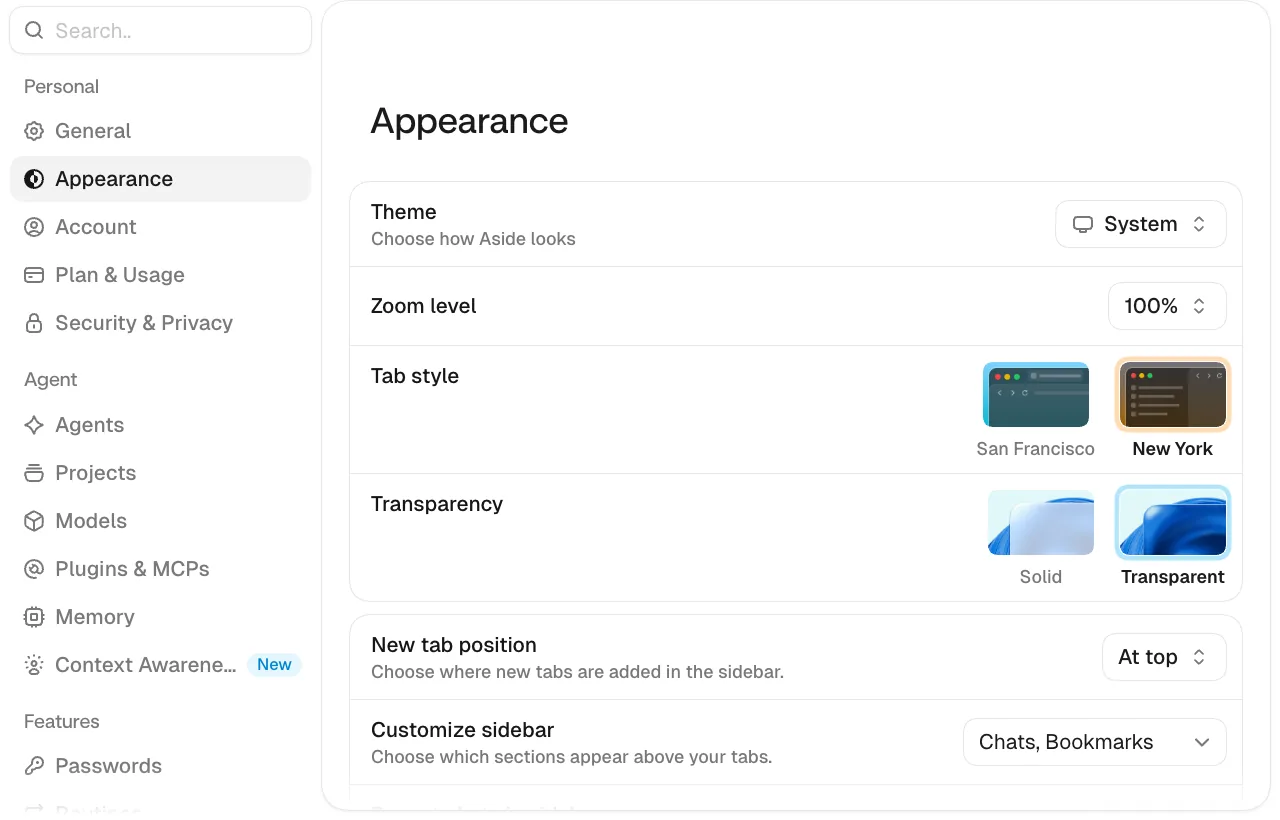 Search..
Personal
General
Appearance
Account
Plan & Usage
Security & Privacy
Agent
Agents
Projects
Models
Plugins & MCPs
Memory
Context Awarene... New
Features
Passwords
Appearance
Theme
Choose how Aside looks
System
Zoom level
100%
Tab style
San Francisco
New York
Transparency
Solid
Transparent
New tab position
Choose where new tabs are added in the sidebar.
At top
Customize sidebar
Choose which sections appear above your tabs.
Chats, Bookmarks